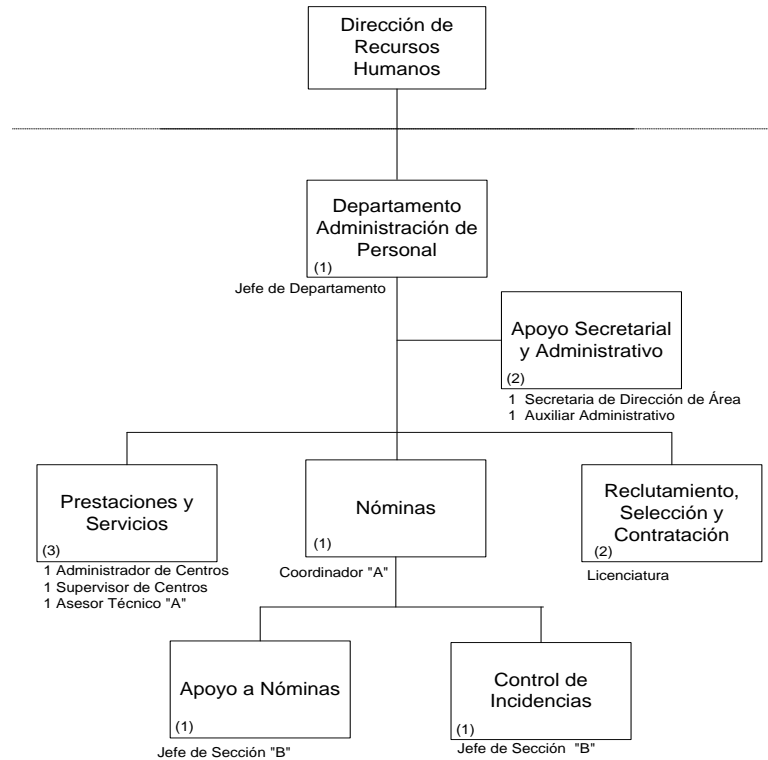 Dirección de
Recursos
Humanos
Departamento
Administración de
Personal
(1)
Jefe de Departamento
Apoyo Secretarial
y Administrativo
(2)
1 Secretaria de Dirección de Área
1 Auxiliar Administrativo
Prestaciones y
Servicios
(3)
1 Administrador de Centros
1 Supervisor de Centros
1 Asesor Técnico "A"
Nóminas
(1)
Coordinador "A"
Reclutamiento,
Selección y
Contratación
(2)
Licenciatura
Apoyo a Nóminas
(1)
Jefe de Sección "B"
Control de
Incidencias
(1)
Jefe de Sección "B"